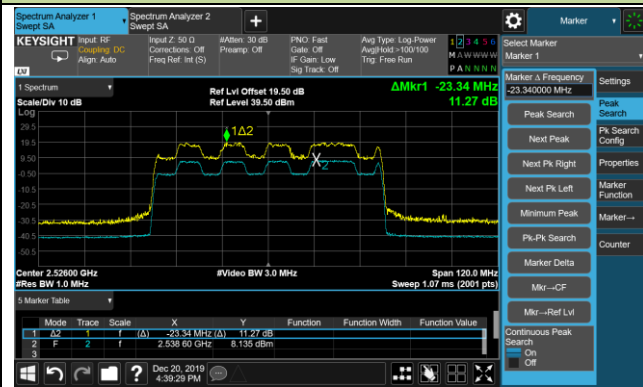 Spectrum Analyzer 1
Swept SA
Spectrum Analyzer 2
Swept SA
+
Marker
KEYSIGHT
Input: RF
Coupling: DC
Align: Auto
Input Z: 50 Ω
Corrections: Off
Freq Ref: Int (S)
#Atten: 30 dB
Preamp: Off
PNO: Fast
Gate: Off
IF Gain: Low
Sig Track: Off
Avg Type: Log-Power
Avg|Hold:>100/100
Trig: Free Run
1 2 3 4 5 6
M A W W W W
P A N N N N
LXI
Select Marker
Marker 1
Marker Δ Frequency
-23.340000 MHz
Settings
Peak Search
Peak
Search
Next Peak
Pk Search
Config
Next Pk Right
Properties
Next Pk Left
Marker
Function
Minimum Peak
Marker→
Pk-Pk Search
Counter
Marker Delta
Mkr→CF
Mkr→Ref Lvl
Continuous Peak
Search
On
Off
1 Spectrum
Scale/Div 10 dB
Log
Ref Lvl Offset 19.50 dB
Ref Level 39.50 dBm
ΔMkr1 -23.34 MHz
11.27 dB
29.5
19.5
9.50
-0.50
-10.5
-20.5
-30.5
-40.5
-50.5
1Δ2
2
Center 2.52600 GHz
#Res BW 1.0 MHz
#Video BW 3.0 MHz
Span 120.0 MHz
Sweep 1.07 ms (2001 pts)
5 Marker Table
Mode Trace Scale X Y Function Function Width Function Value
1 Δ2 1 f (Δ) -23.34 MHz (Δ) 11.27 dB
2 F 2 f 2.538 60 GHz 8.135 dBm
3
?
Dec 20, 2019
4:39:29 PM